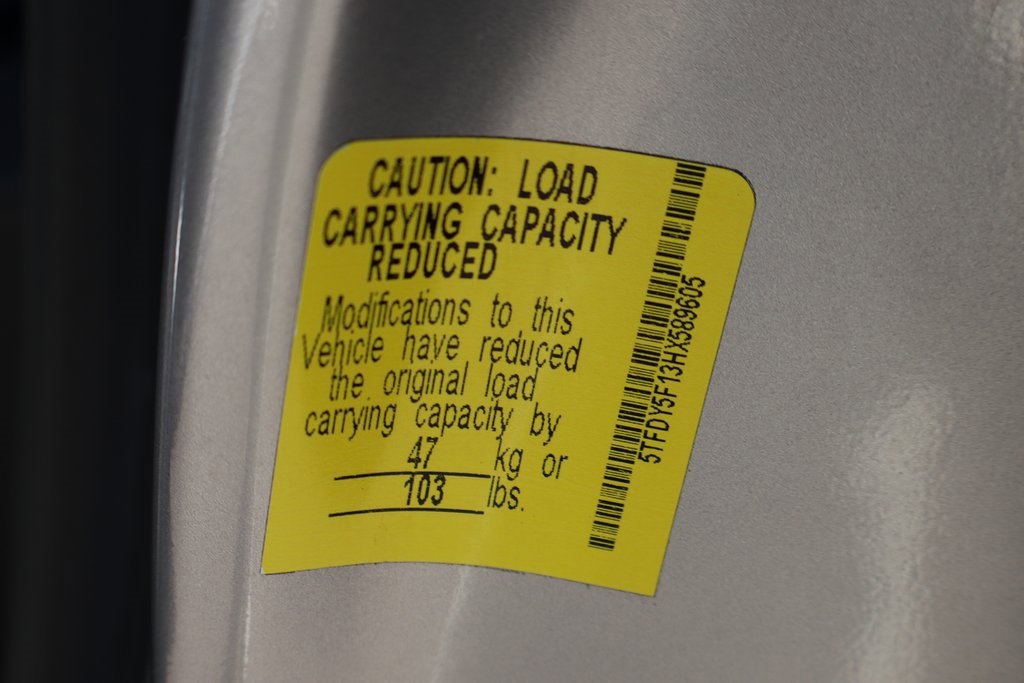 CAUTION: LOAD
CARRYING CAPACITY
REDUCED
Modifications to this
Vehicle have reduced
the original load
carrying capacity by
47 kg or
103 lbs.
5TFDY5F13HX589605